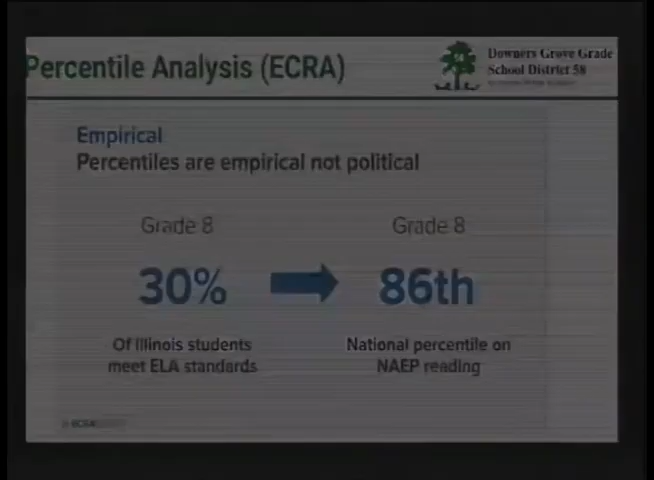 Percentile Analysis (ECRA)
Downers Grove Grade
School District 58
Empirical
Percentiles are empirical not political
Grade 8
30%
Of Illinois students
meet ELA standards
Grade 8
86th
National percentile on
NAEP reading
ECRA